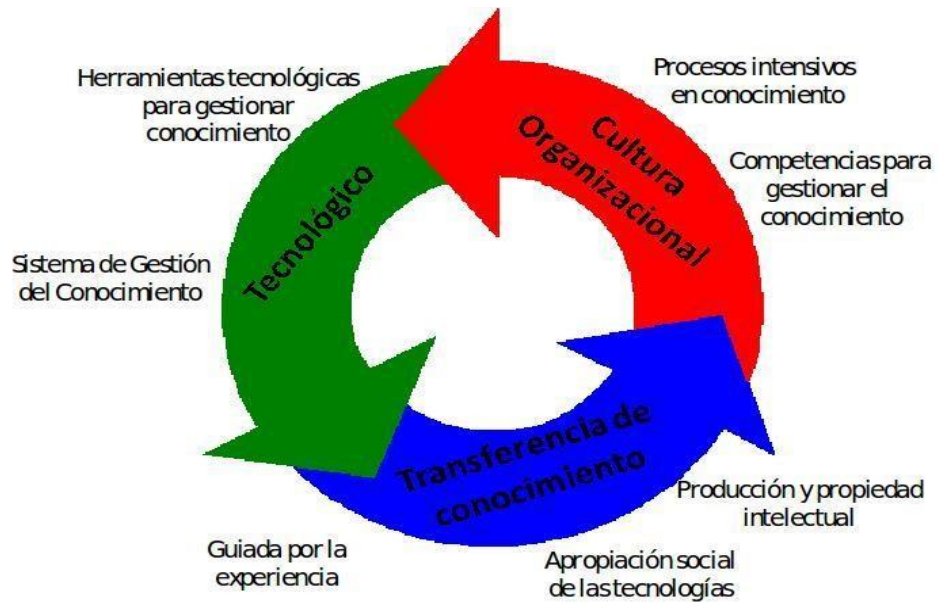 Herramientas tecnológicas
para gestionar
conocimiento
Procesos intensivos
en conocimiento
Cultura
Organizacional
Competencias para
gestionar el
conocimiento
Tecnológico
Sistema de Gestión
del Conocimiento
Transferencia de
conocimiento
Producción y propiedad
intelectual
Guiada por la
experiencia
Apropiación social
de las tecnologías